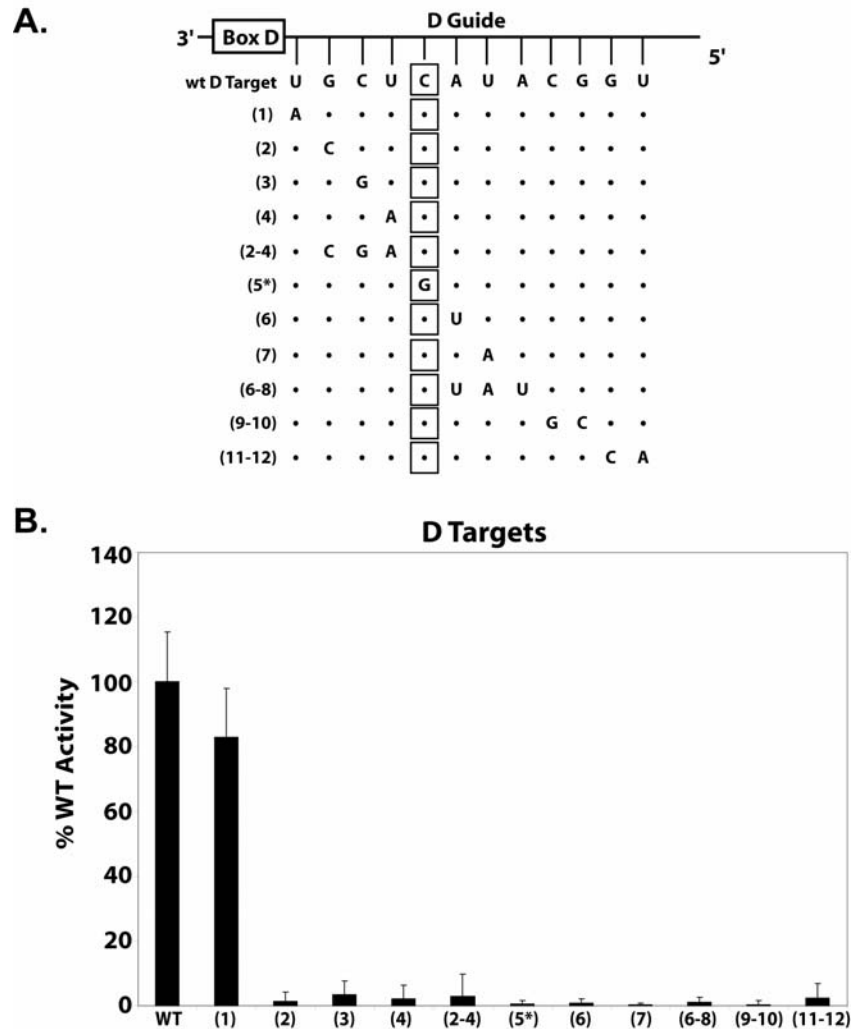 A.
D Guide
3' Box D 5'
wt D Target U G C U C A U A C G G U
(1) A • • • • • • • • • • •
(2) • C • • • • • • • • • •
(3) • • G • • • • • • • • •
(4) • • • A • • • • • • • •
(2-4) • C G A • • • • • • • •
(5*) • • • • G • • • • • • •
(6) • • • • • U • • • • • •
(7) • • • • • • A • • • • •
(6-8) • • • • • U A U • • • •
(9-10) • • • • • • • • G C • •
(11-12) • • • • • • • • • • C A
B.
D Targets
% WT Activity
140
120
100
80
60
40
20
0
WT (1) (2) (3) (4) (2-4) (5*) (6) (7) (6-8) (9-10) (11-12)